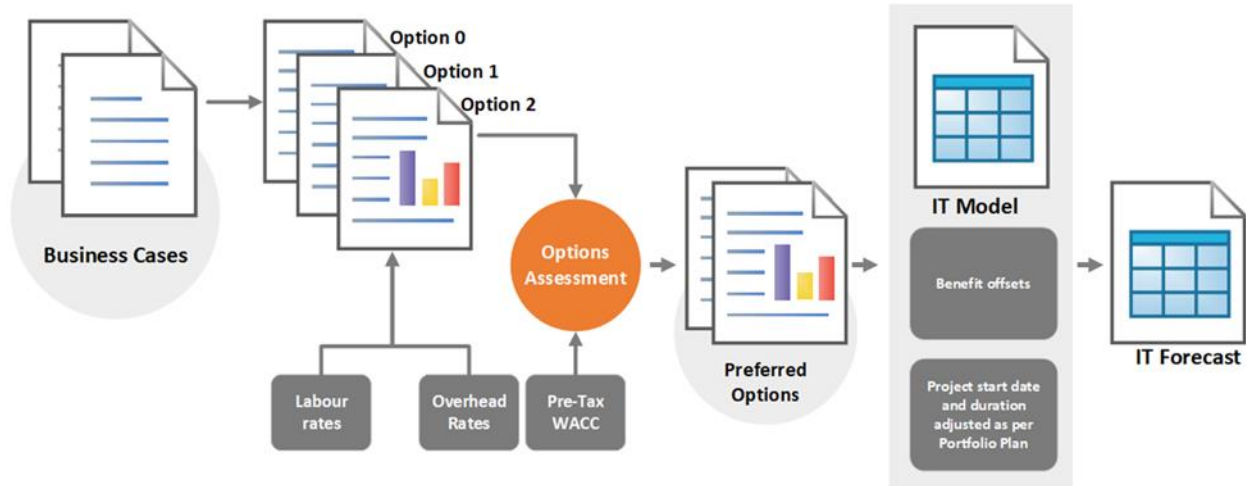 Option 0
Option 1
Option 2
Business Cases
Labour
rates
Overhead
Rates
Options
Assessment
Pre-Tax
WACC
Preferred
Options
IT Model
Benefit offsets
Project start date
and duration
adjusted as per
Portfolio Plan
IT Forecast